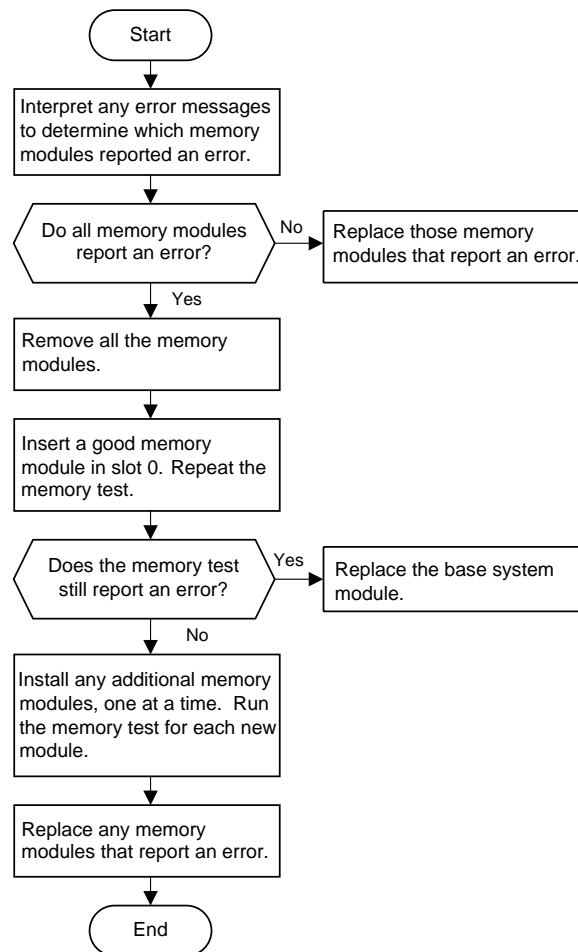 Start
Interpret any error messages
to determine which memory
modules reported an error.
Do all memory modules
report an error?
No
Replace those memory
modules that report an error.
Yes
Remove all the memory
modules.
Insert a good memory
module in slot 0. Repeat the
memory test.
Does the memory test
still report an error?
Yes
Replace the base system
module.
No
Install any additional memory
modules, one at a time. Run
the memory test for each new
module.
Replace any memory
modules that report an error.
End